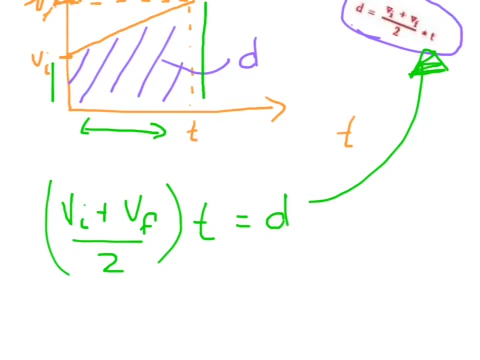 Vf
d = vi + vf / 2 * t
Vi
d
t
t
(Vi + Vf / 2) t = d